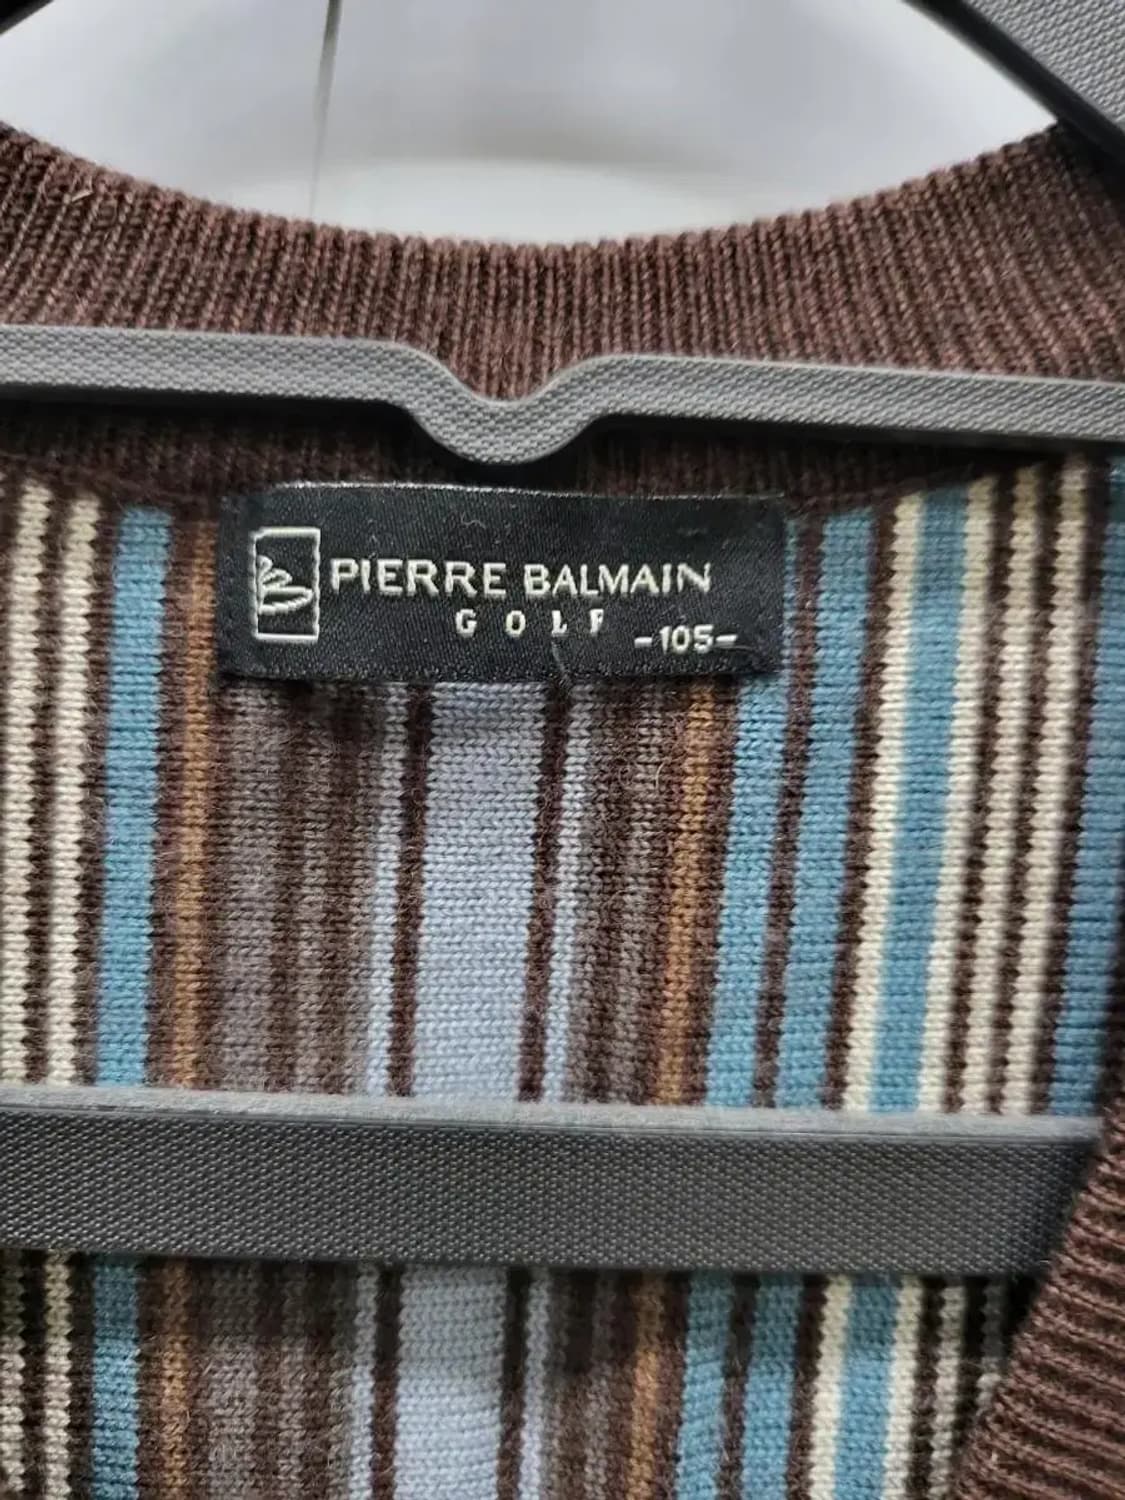 PIERRE BALMAIN
GOLF
-105-